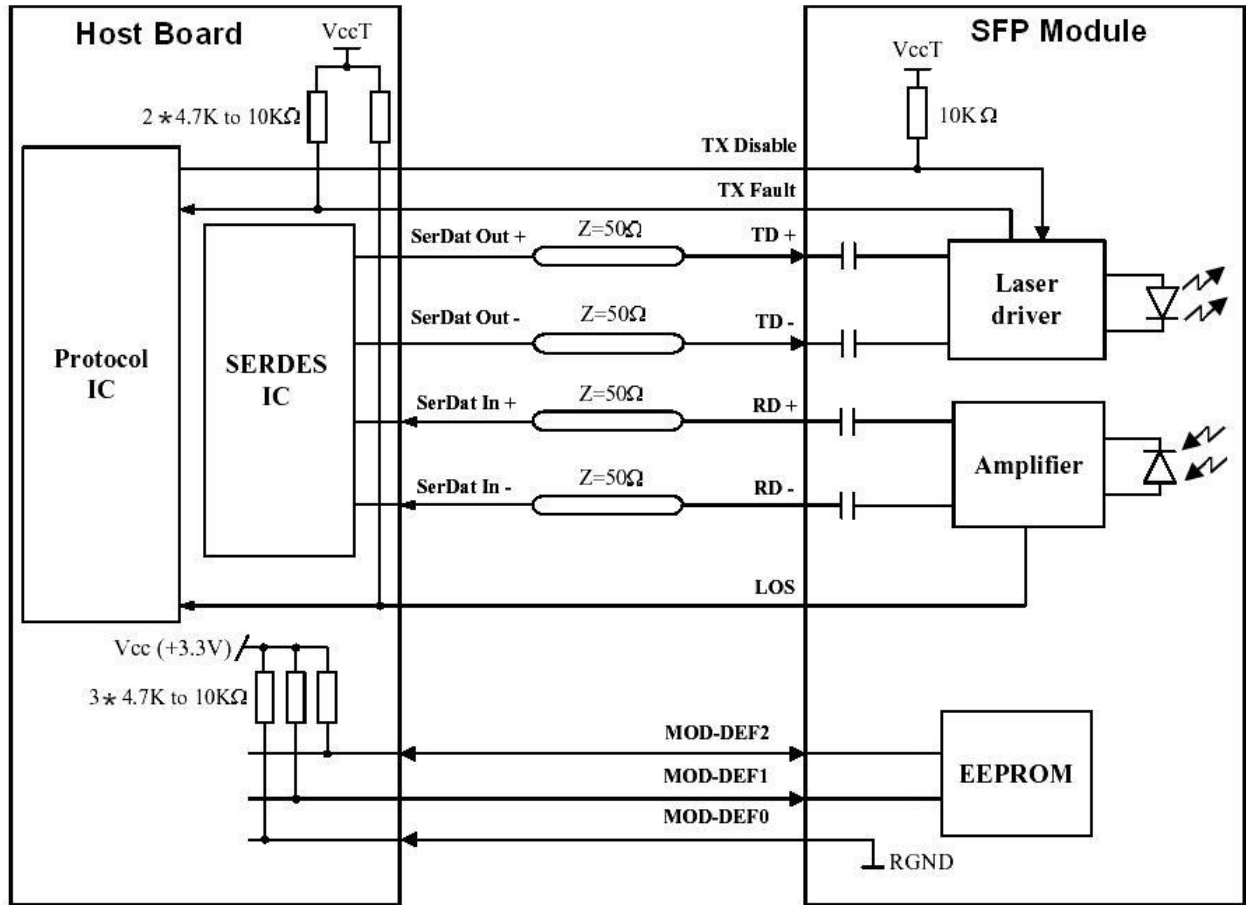 Host Board
SFP Module
VccT
VccT
2 * 4.7K to 10KΩ
10K Ω
TX Disable
TX Fault
SerDat Out +
Z=50Ω
TD +
Laser
driver
SerDat Out -
Z=50Ω
TD -
Protocol
IC
SERDES
IC
SerDat In +
Z=50Ω
RD +
Amplifier
SerDat In -
Z=50Ω
RD -
LOS
Vcc (+3.3V)
3 * 4.7K to 10KΩ
MOD-DEF2
MOD-DEF1
MOD-DEF0
EEPROM
RGND